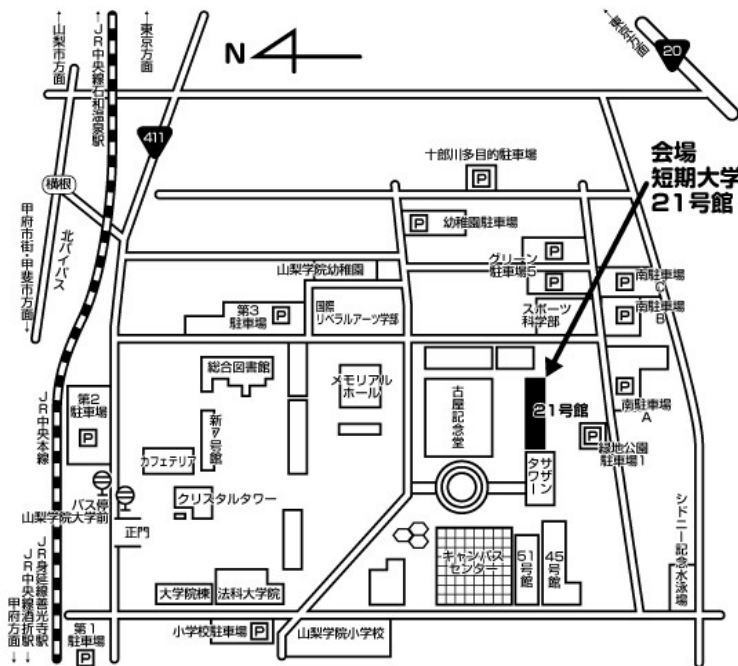 ←山梨市方面
←JR中央線石和温泉駅
←東京方面
N
←東京方面
20
411
横根
甲府市街・甲斐市方面→
北バイパス
十郎川多目的駐車場
P
会場
短期大学
21号館
幼稚園駐車場
P
山梨学院幼稚園
グリーン
駐車場5
P
P
南駐車場
C
P
南駐車場
B
P
第3
駐車場
P
国際
リベラルアーツ学部
スポーツ
科学部
総合図書館
メモリアル
ホール
古屋記念堂
21号館
南駐車場
A
P
第2
駐車場
P
新7号館
カフェテリア
緑地公園
駐車場1
P
サザン
タワー
JR中央本線
バス停
山梨学院大学前
クリスタルタワー
正門
キャンパス
センター
51号館
45号館
シドニー記念水泳場
大学院棟
法科大学院
JR身延線善光寺駅
JR中央線酒折駅→
甲府方面→
第1
駐車場
P
小学校駐車場
P
山梨学院小学校